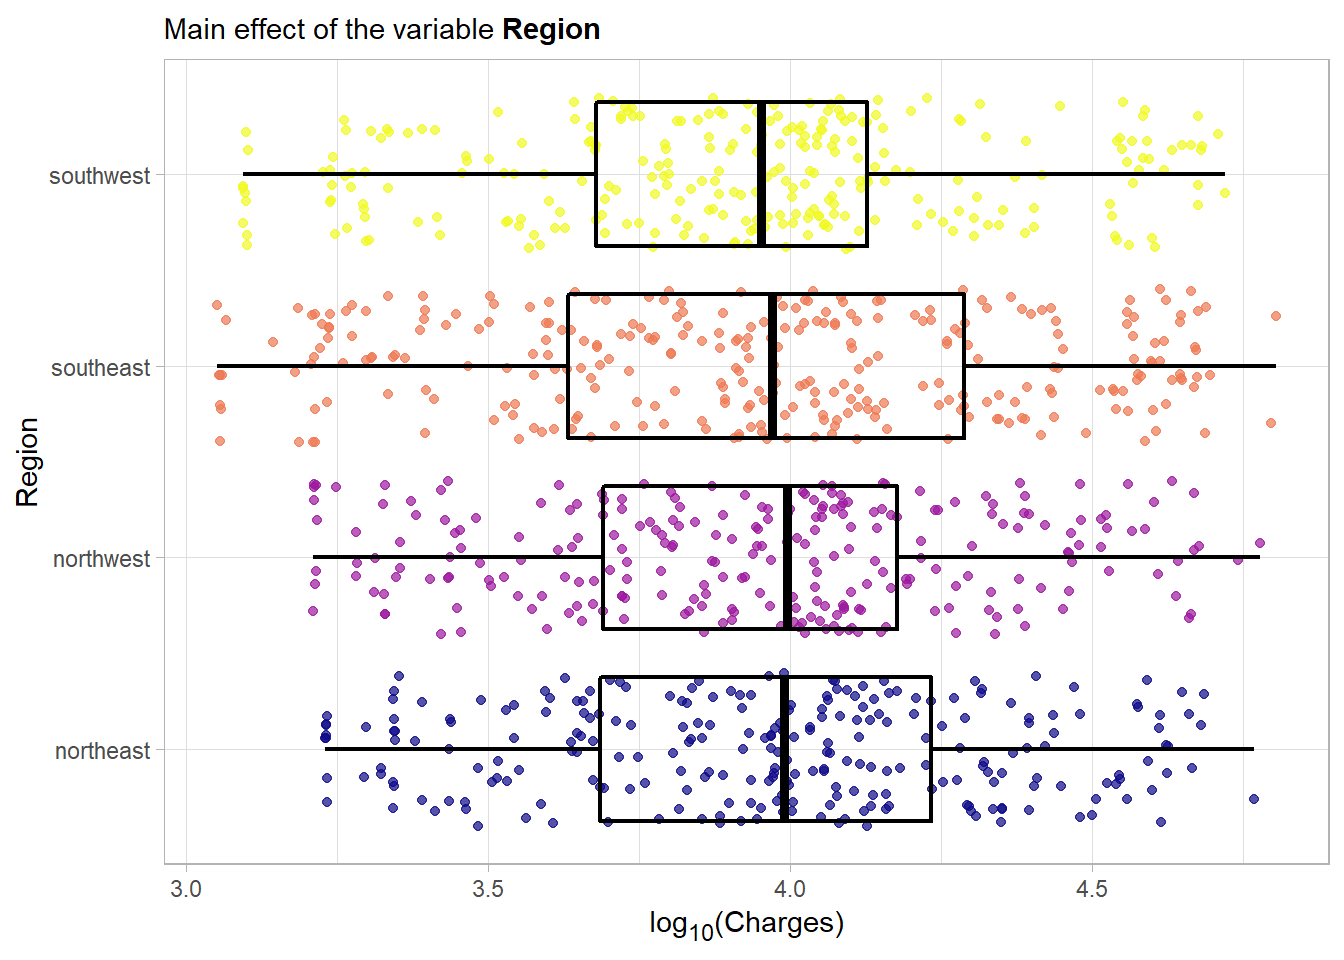 Main effect of the variable Region
southwest
southeast
northwest
northeast
Region
3.0 3.5 4.0 4.5
log10(Charges)